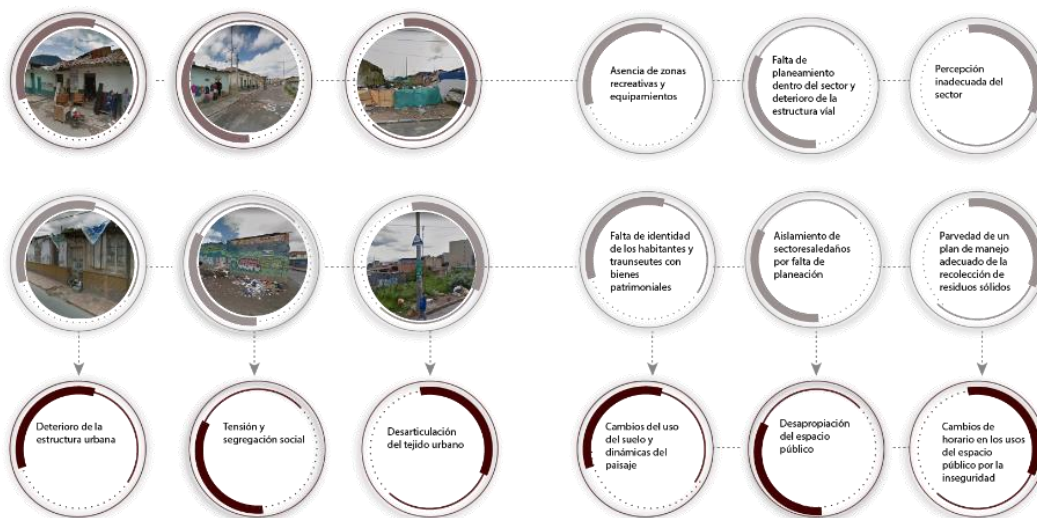 Asencia de zonas
recreativas y
equipamientos
Falta de
planeamiento
dentro del sector y
deterioro de la
estructura víal
Percepción
inadecuada del
sector
Falta de identidad
de los habitantes y
traunseutes con
bienes
patrimoniales
Aislamiento de
sectoresaledaños
por falta de
planeación
Parvedad de un
plan de manejo
adecuado de la
recolección de
residuos sólidos
Deterioro de la
estructura urbana
Tensión y
segregación social
Desarticulación
del tejido urbano
Cambios del uso
del suelo y
dinámicas del
paisaje
Desapropiación
del espacio
público
Cambios de
horario en los usos
del espacio
público por la
inseguridad